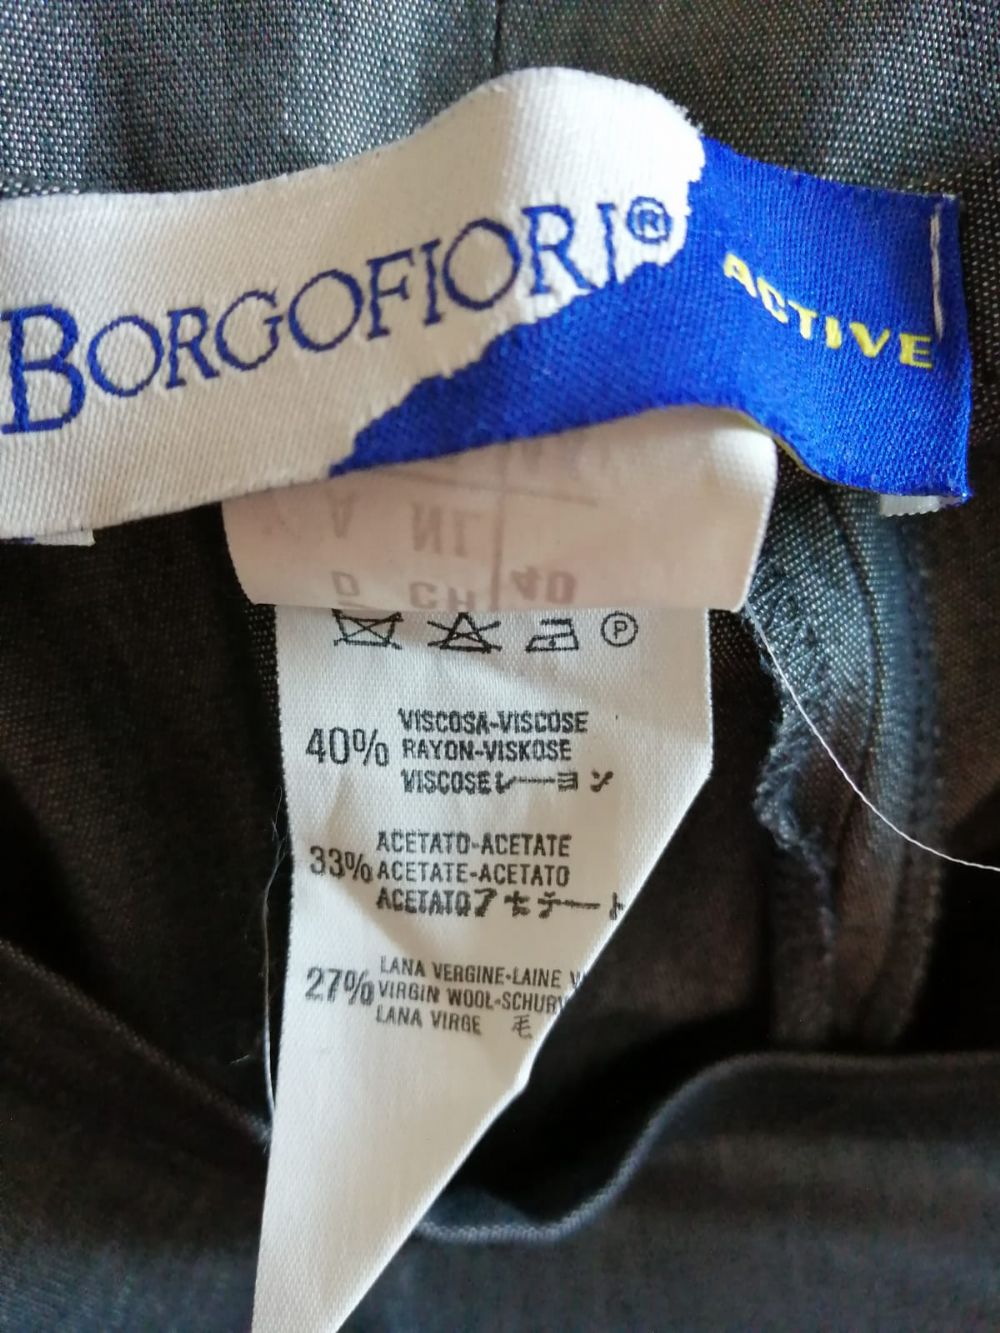 BORGOFIORI®
ACTIVE
A NL
D CH 40
P
40% VISCOSA-VISCOSE
RAYON-VISKOSE
VISCOSEレーヨン
33% ACETATO-ACETATE
ACETATE-ACETATO
ACETATOアセテート
27% LANA VERGINE-LAINE
VIRGIN WOOL-SCHURW
LANA VIRGE 毛